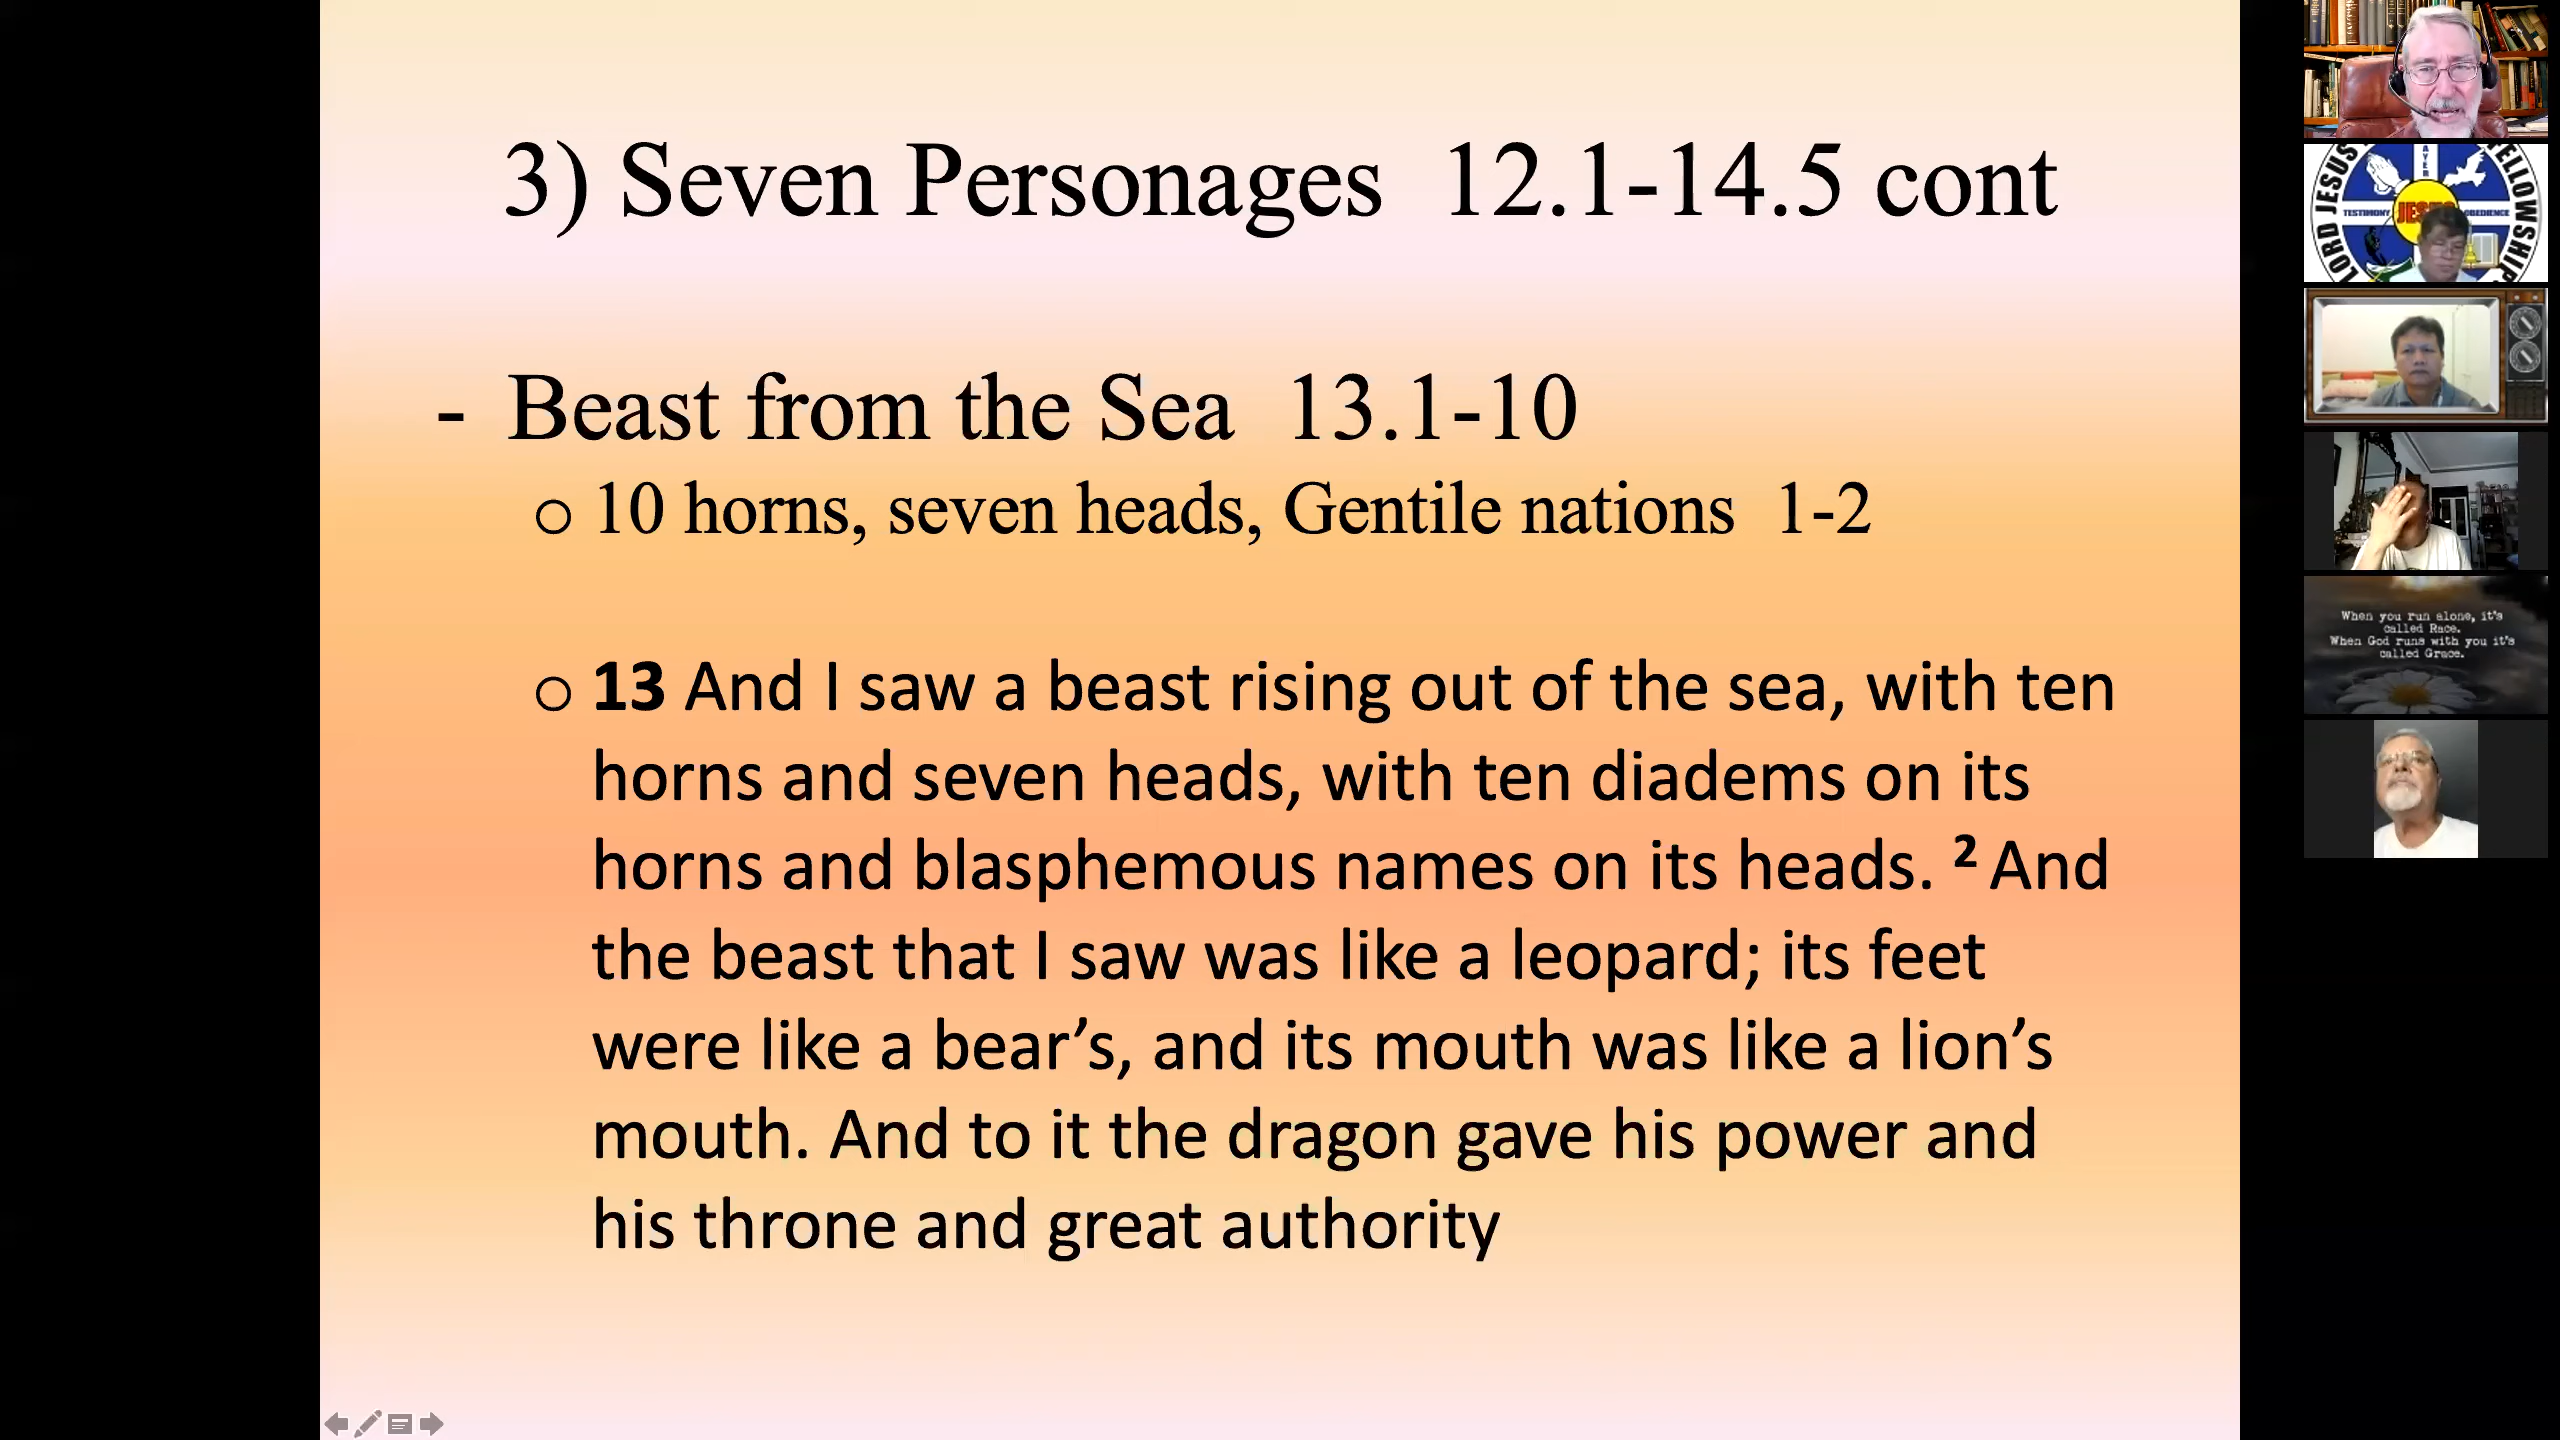 3) Seven Personages 12.1-14.5 cont
- Beast from the Sea 13.1-10
o 10 horns, seven heads, Gentile nations 1-2
o 13 And I saw a beast rising out of the sea, with ten
horns and seven heads, with ten diadems on its
horns and blasphemous names on its heads. 2 And
the beast that I saw was like a leopard; its feet
were like a bear’s, and its mouth was like a lion’s
mouth. And to it the dragon gave his power and
his throne and great authority
LORD JESUS
FELLOWSHIP
TESTIMONY
OBEDIENCE
When you run alone, it's
called Race.
When God runs with you it's
called Grace.